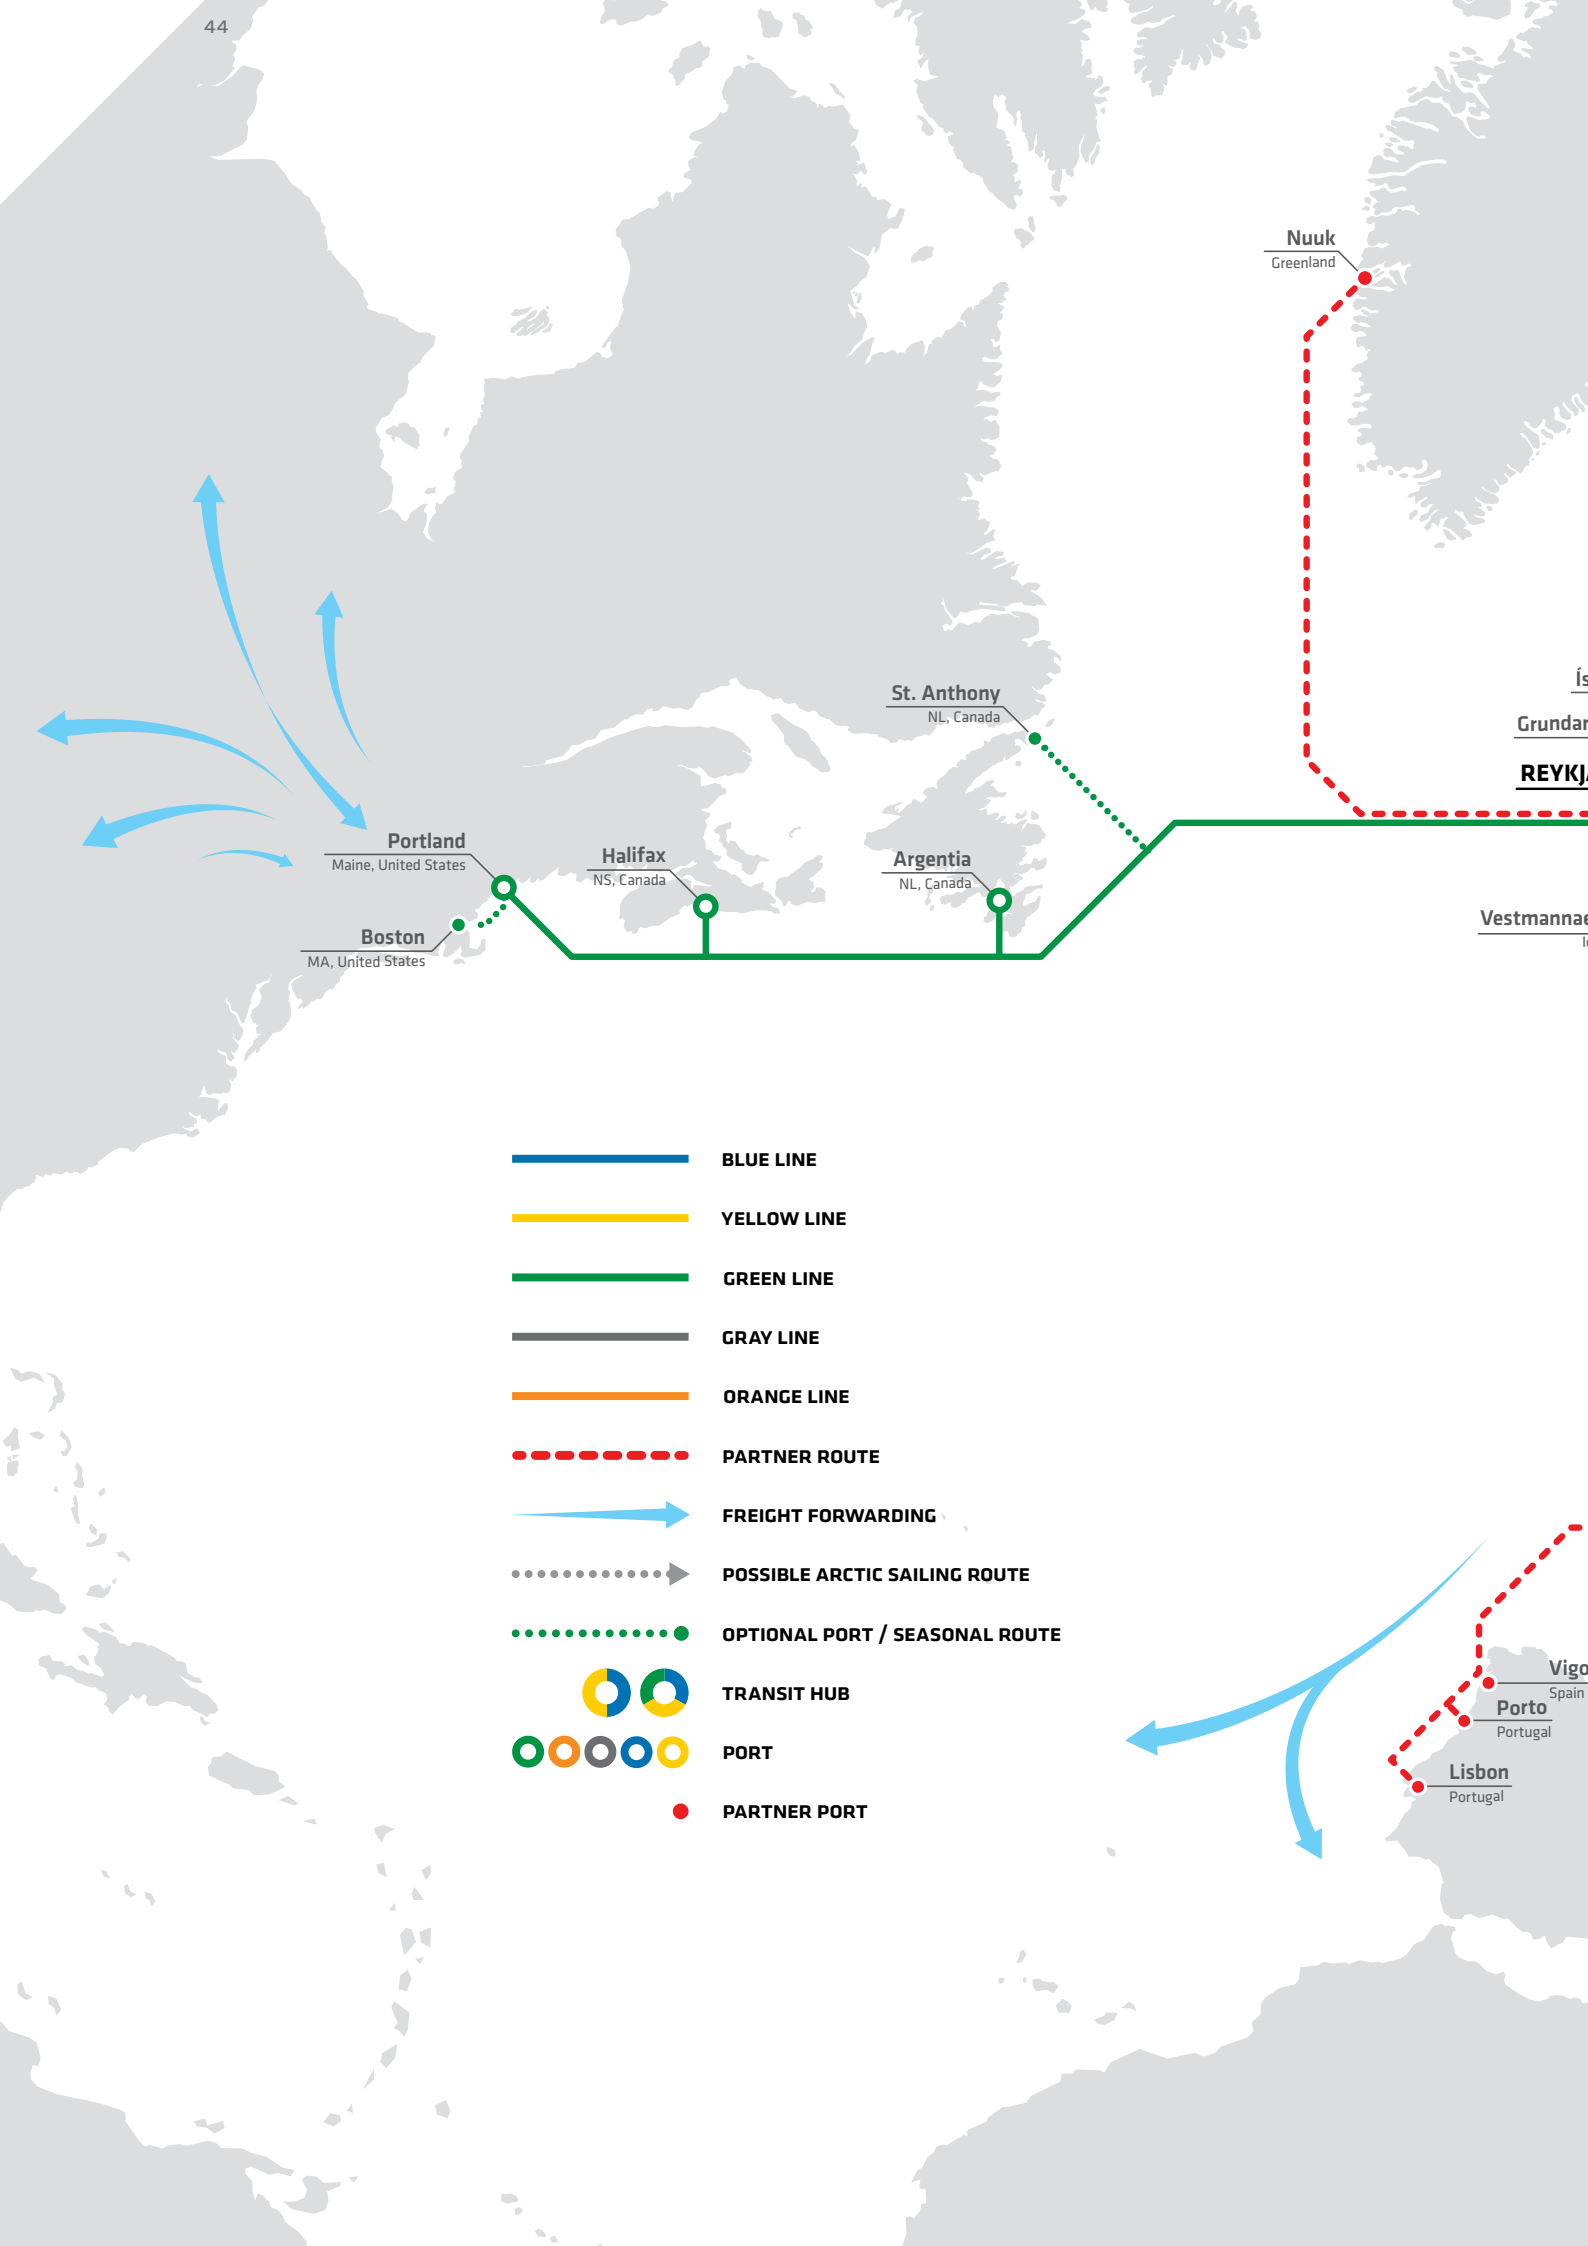 44
Nuuk
Greenland
St. Anthony
NL, Canada
Grundar
REYKJ
Portland
Maine, United States
Halifax
NS, Canada
Argentia
NL, Canada
Boston
MA, United States
Vestmannae
BLUE LINE
YELLOW LINE
GREEN LINE
GRAY LINE
ORANGE LINE
PARTNER ROUTE
FREIGHT FORWARDING
POSSIBLE ARCTIC SAILING ROUTE
OPTIONAL PORT / SEASONAL ROUTE
TRANSIT HUB
PORT
PARTNER PORT
Vigo
Spain
Porto
Portugal
Lisbon
Portugal